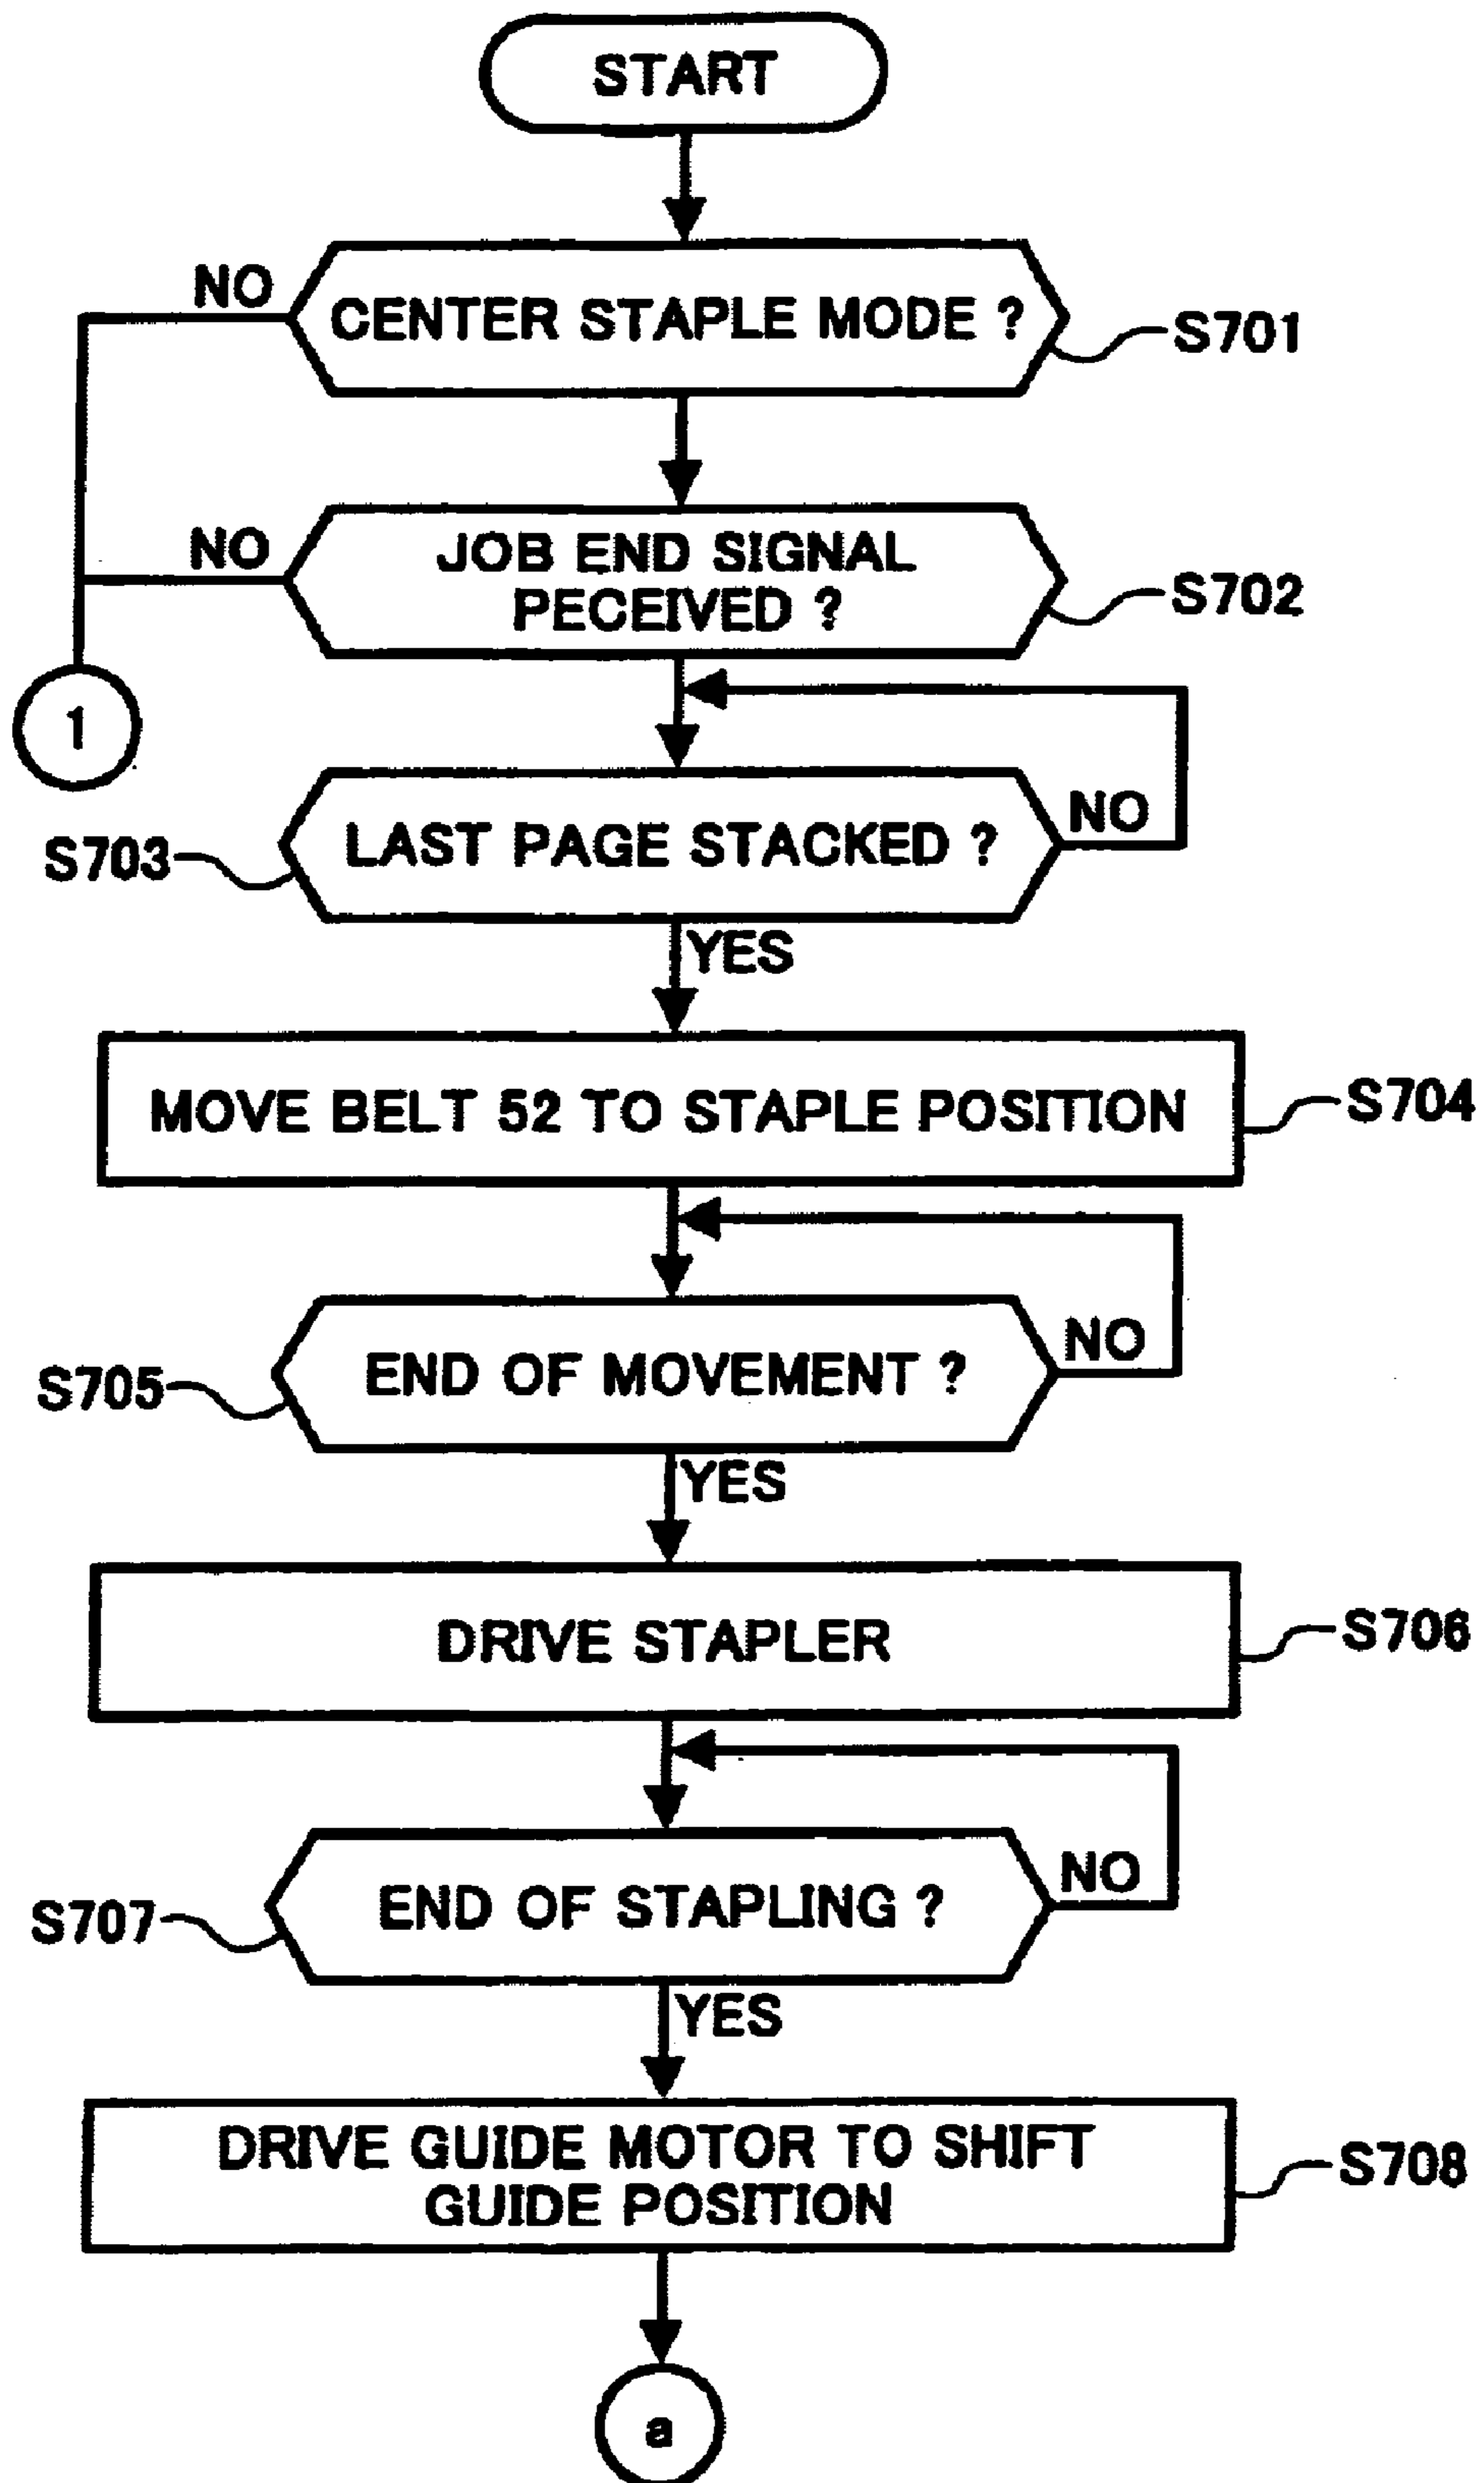 START
NO
CENTER STAPLE MODE ?
S701
NO
JOB END SIGNAL
PECEIVED ?
S702
1
S703
LAST PAGE STACKED ?
NO
YES
MOVE BELT 52 TO STAPLE POSITION
S704
S705
END OF MOVEMENT ?
NO
YES
DRIVE STAPLER
S706
S707
END OF STAPLING ?
NO
YES
DRIVE GUIDE MOTOR TO SHIFT
GUIDE POSITION
S708
a